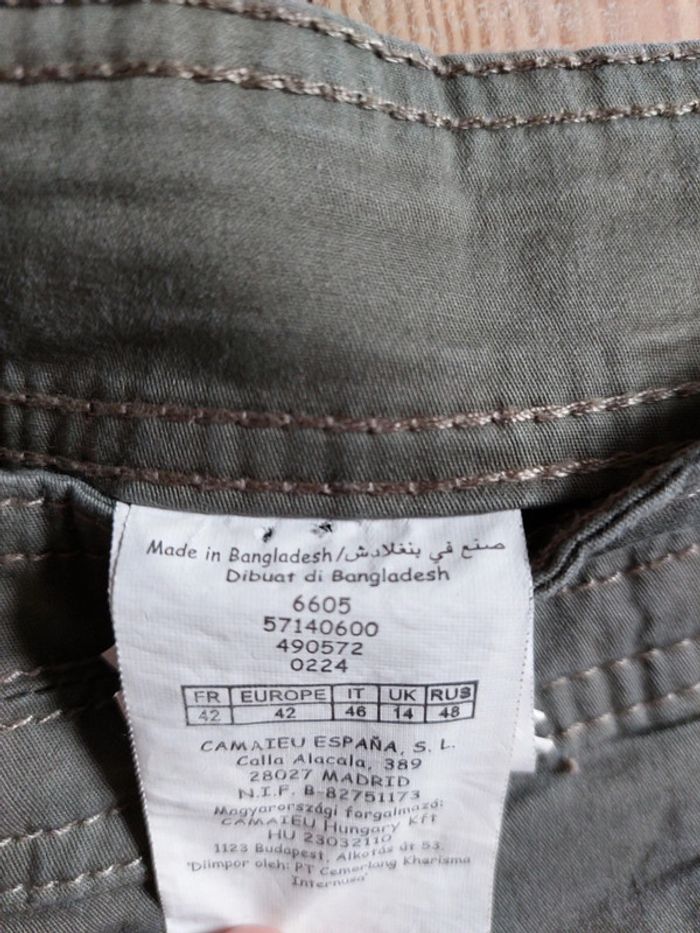 Made in Bangladesh/صنع في بنغلادش
Dibuat di Bangladesh
6605
57140600
490572
0224
FR EUROPE IT UK RUS
42 42 46 14 48
CAMAIEU ESPAÑA, S. L.
Calla Alacala, 389
28027 MADRID
N.I.F. B-82751173
Magyarországi forgalmazó:
CAMAIEU Hungary Kft
HU 23032110
1123 Budapest, Alkotás út 53.
'Diimpor oleh: PT Cemerlang Kharisma
Internusa'